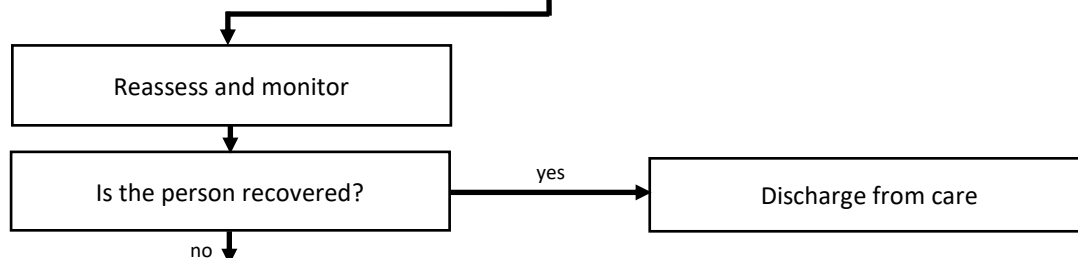 Reassess and monitor
Is the person recovered?
yes
Discharge from care
no